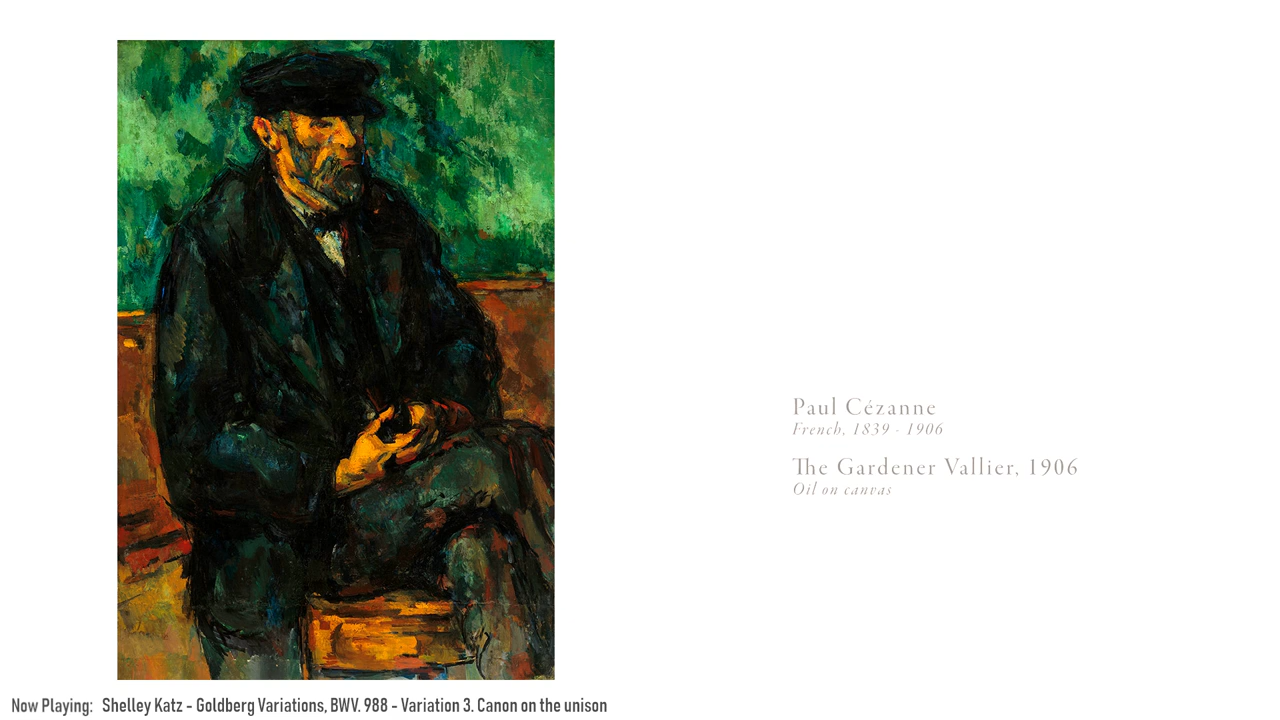 Paul Cézanne
French, 1839 - 1906
The Gardener Vallier, 1906
Oil on canvas
Now Playing: Shelley Katz - Goldberg Variations, BWV. 988 - Variation 3. Canon on the unison